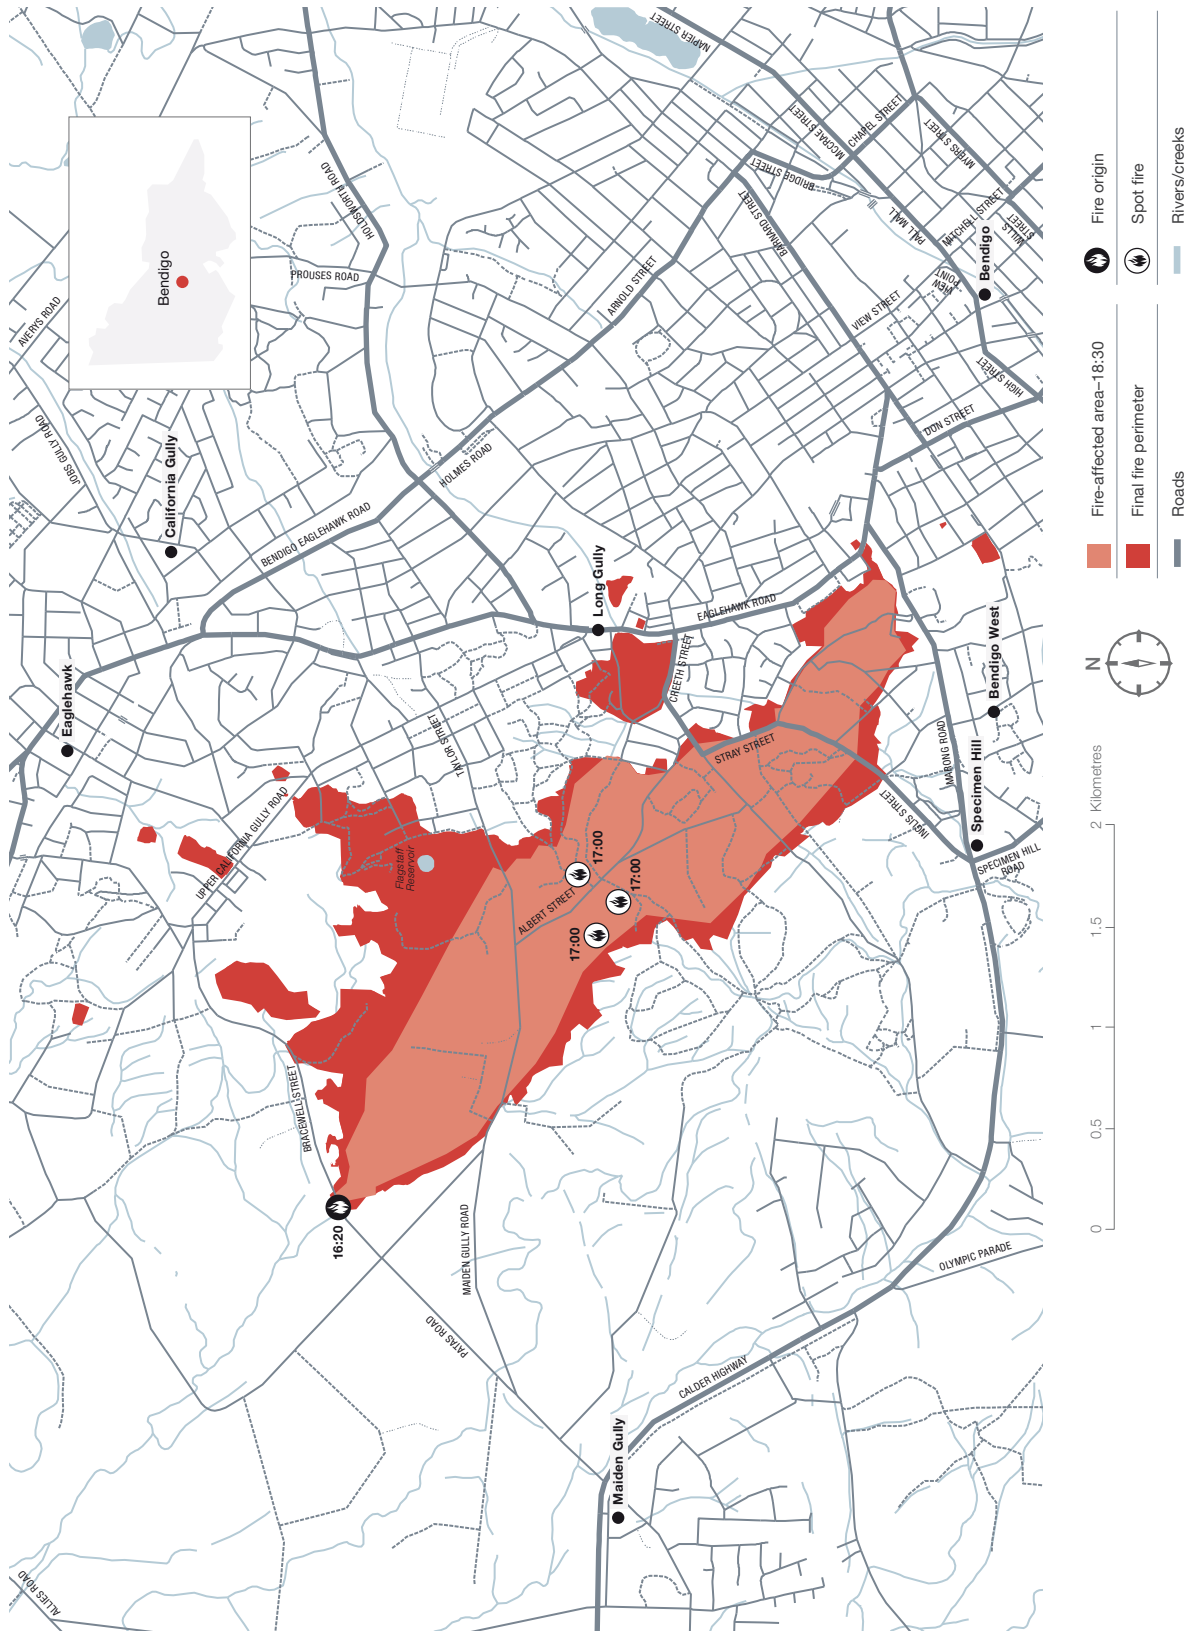 Eaglehawk
California Gully
JOBS GULLY ROAD
AVERYS ROAD
Bendigo
HOLDSWORTH ROAD
PROUSES ROAD
NAPIER STREET
MCCRAE STREET
CHAPEL STREET
MYERS STREET
BRIDGE STREET
BARNARD STREET
PALL MALL
MITCHELL STREET
WILLS
STREET
VIEW
POINT
Bendigo
VIEW STREET
HIGH STREET
DON STREET
ARNOLD STREET
HOLMES ROAD
BENDIGO EAGLEHAWK ROAD
Long Gully
EAGLEHAWK ROAD
CREETH STREET
TAYLOR STREET
UPPER CALIFORNIA GULLY ROAD
Flagstaff
Reservoir
STRAY STREET
INGLIS STREET
MARONG ROAD
Bendigo West
Specimen Hill
SPECIMEN HILL
ROAD
ALBERT STREET
17:00
17:00
17:00
BRACEWELL STREET
16:20
MAIDEN GULLY ROAD
PATAS ROAD
OLYMPIC PARADE
CALDER HIGHWAY
Maiden Gully
ALLIES ROAD
0
0.5
1
1.5
2 Kilometres
N
Fire-affected area–18:30
Final fire perimeter
Roads
Fire origin
Spot fire
Rivers/creeks